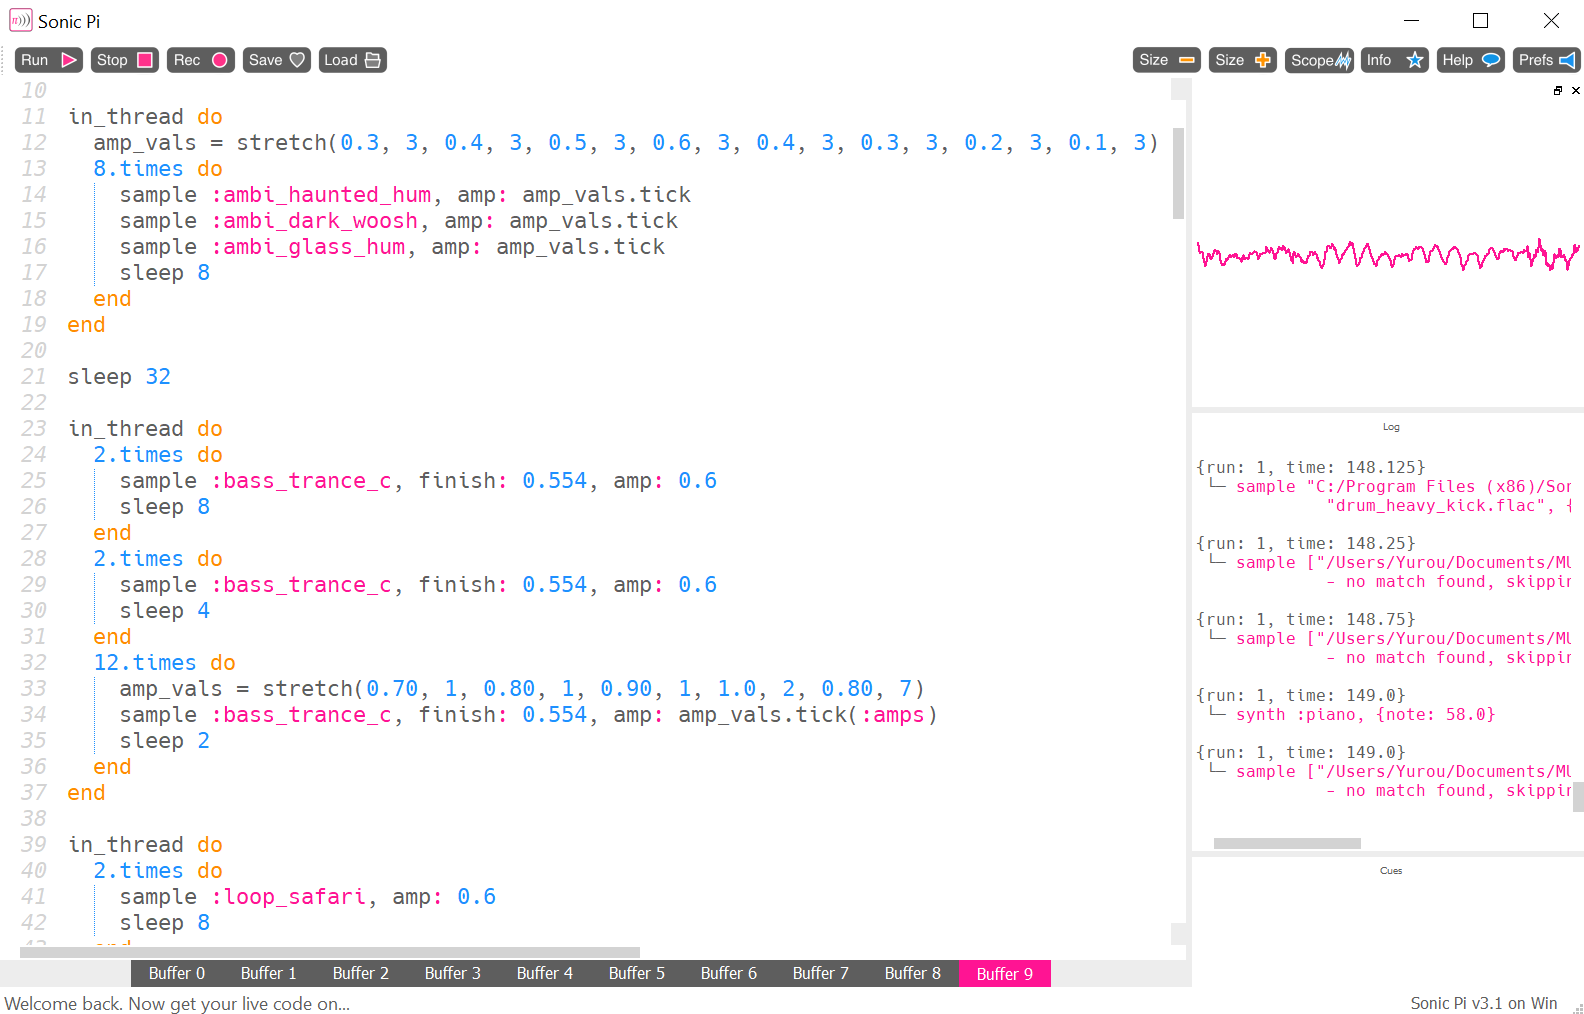 Sonic Pi
Run Stop Rec Save Load Size Size Scope Info Help Prefs
10
11 in_thread do
12 amp_vals = stretch(0.3, 3, 0.4, 3, 0.5, 3, 0.6, 3, 0.4, 3, 0.3, 3, 0.2, 3, 0.1, 3)
13 8.times do
14 sample :ambi_haunted_hum, amp: amp_vals.tick
15 sample :ambi_dark_woosh, amp: amp_vals.tick
16 sample :ambi_glass_hum, amp: amp_vals.tick
17 sleep 8
18 end
19 end
20
21 sleep 32
22
23 in_thread do
24 2.times do
25 sample :bass_trance_c, finish: 0.554, amp: 0.6
26 sleep 8
27 end
28 2.times do
29 sample :bass_trance_c, finish: 0.554, amp: 0.6
30 sleep 4
31 end
32 12.times do
33 amp_vals = stretch(0.70, 1, 0.80, 1, 0.90, 1, 1.0, 2, 0.80, 7)
34 sample :bass_trance_c, finish: 0.554, amp: amp_vals.tick(:amps)
35 sleep 2
36 end
37 end
38
39 in_thread do
40 2.times do
41 sample :loop_safari, amp: 0.6
42 sleep 8
Log
{run: 1, time: 148.125}
└─ sample "C:/Program Files (x86)/Son
"drum_heavy_kick.flac", {
{run: 1, time: 148.25}
└─ sample ["/Users/Yurou/Documents/MU
- no match found, skippin
{run: 1, time: 148.75}
└─ sample ["/Users/Yurou/Documents/MU
- no match found, skippin
{run: 1, time: 149.0}
└─ synth :piano, {note: 58.0}
{run: 1, time: 149.0}
└─ sample ["/Users/Yurou/Documents/MU
- no match found, skippin
Cues
Buffer 0 Buffer 1 Buffer 2 Buffer 3 Buffer 4 Buffer 5 Buffer 6 Buffer 7 Buffer 8 Buffer 9
Welcome back. Now get your live code on...
Sonic Pi v3.1 on Win